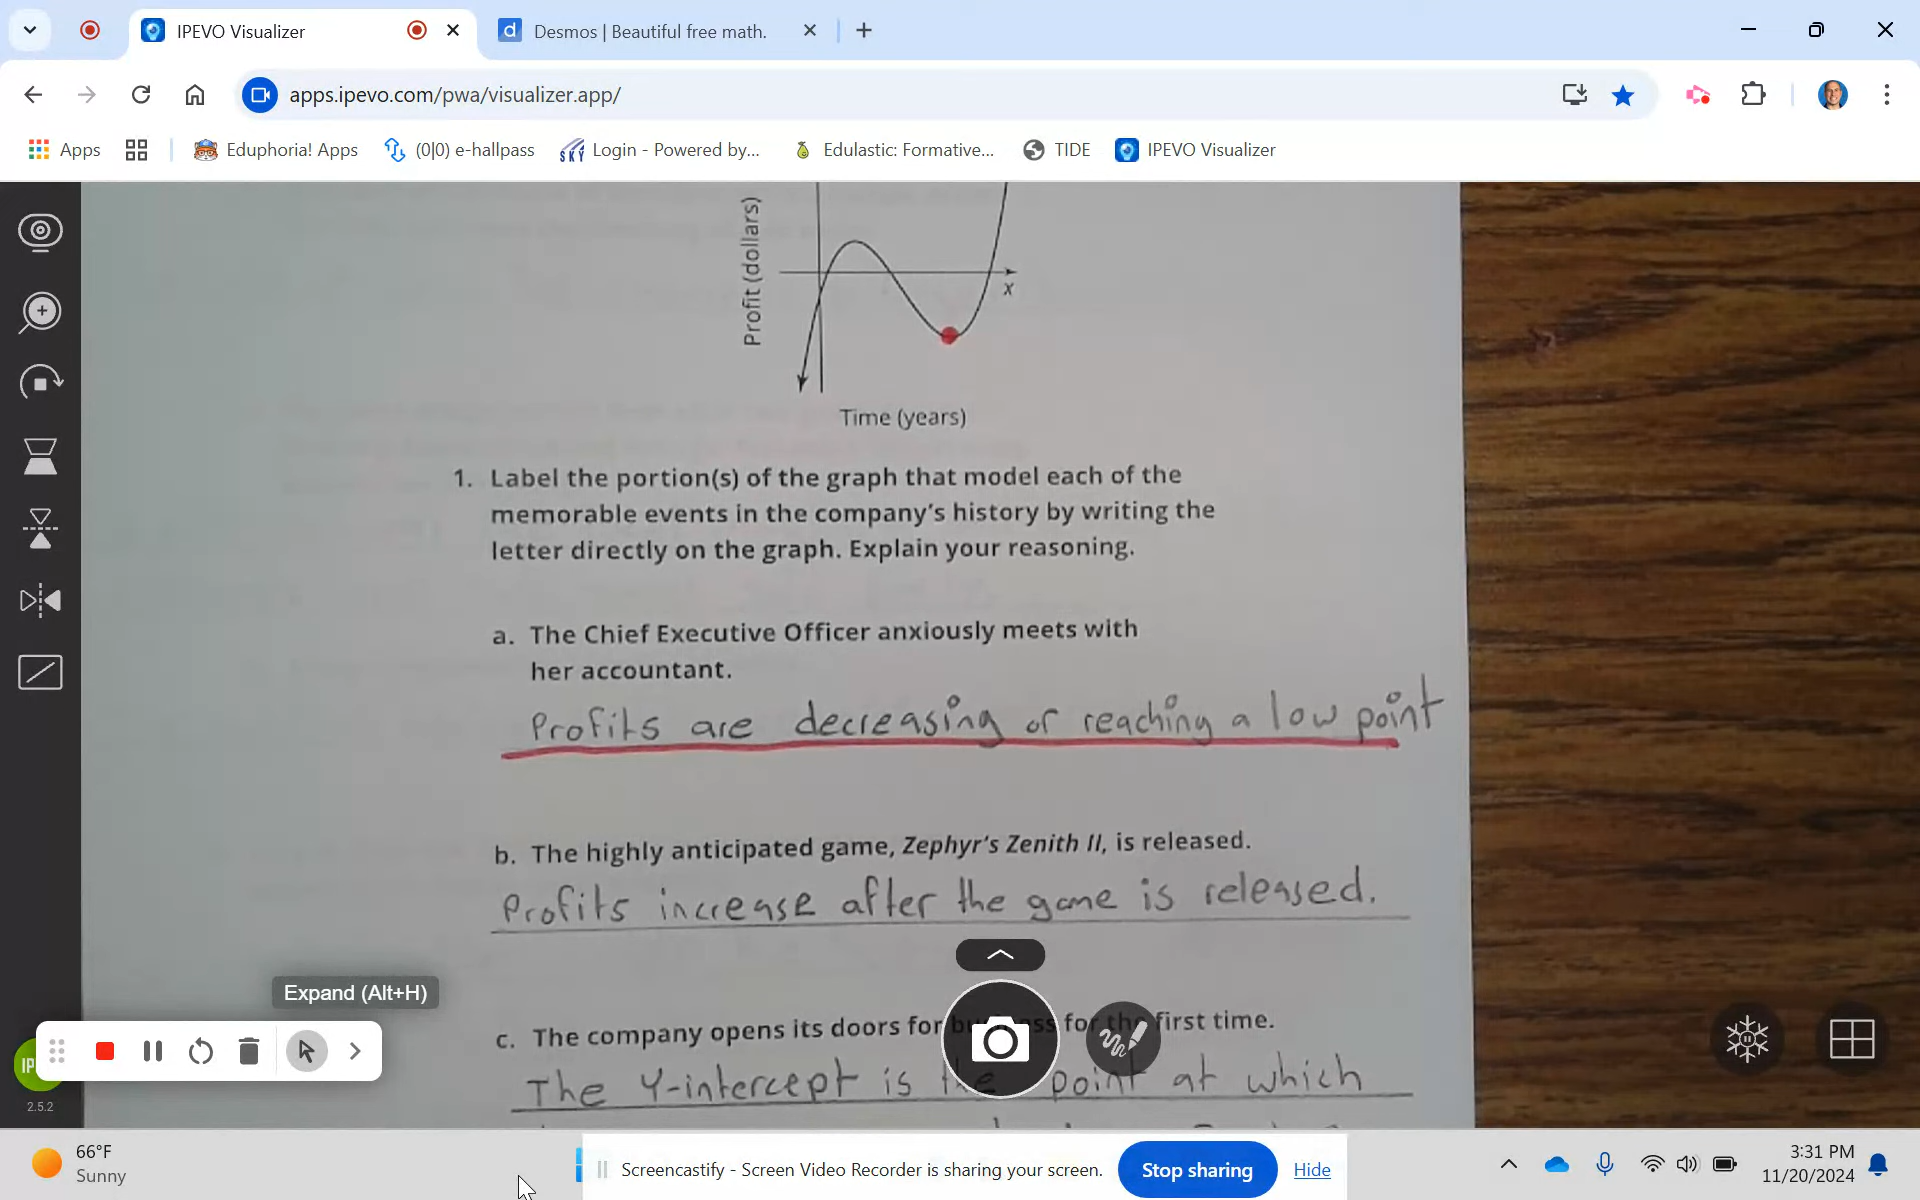 IPEVO Visualizer
Desmos | Beautiful free math.
apps.ipevo.com/pwa/visualizer.app/
Apps
Eduphoria! Apps
(0|0) e-hallpass
SKY
Login - Powered by...
Edulastic: Formative...
TIDE
IPEVO Visualizer
Profit (dollars)
x
Time (years)
1. Label the portion(s) of the graph that model each of the
memorable events in the company's history by writing the
letter directly on the graph. Explain your reasoning.
a. The Chief Executive Officer anxiously meets with
her accountant.
Profits are decreasing or reaching a low point
b. The highly anticipated game, Zephyr's Zenith II, is released.
Profits increase after the game is released.
c. The company opens its doors for business for the first time.
The Y-intercept is the point at which
Expand (Alt+H)
2.5.2
66°F
Sunny
Screencastify - Screen Video Recorder is sharing your screen.
Stop sharing
Hide
3:31 PM
11/20/2024